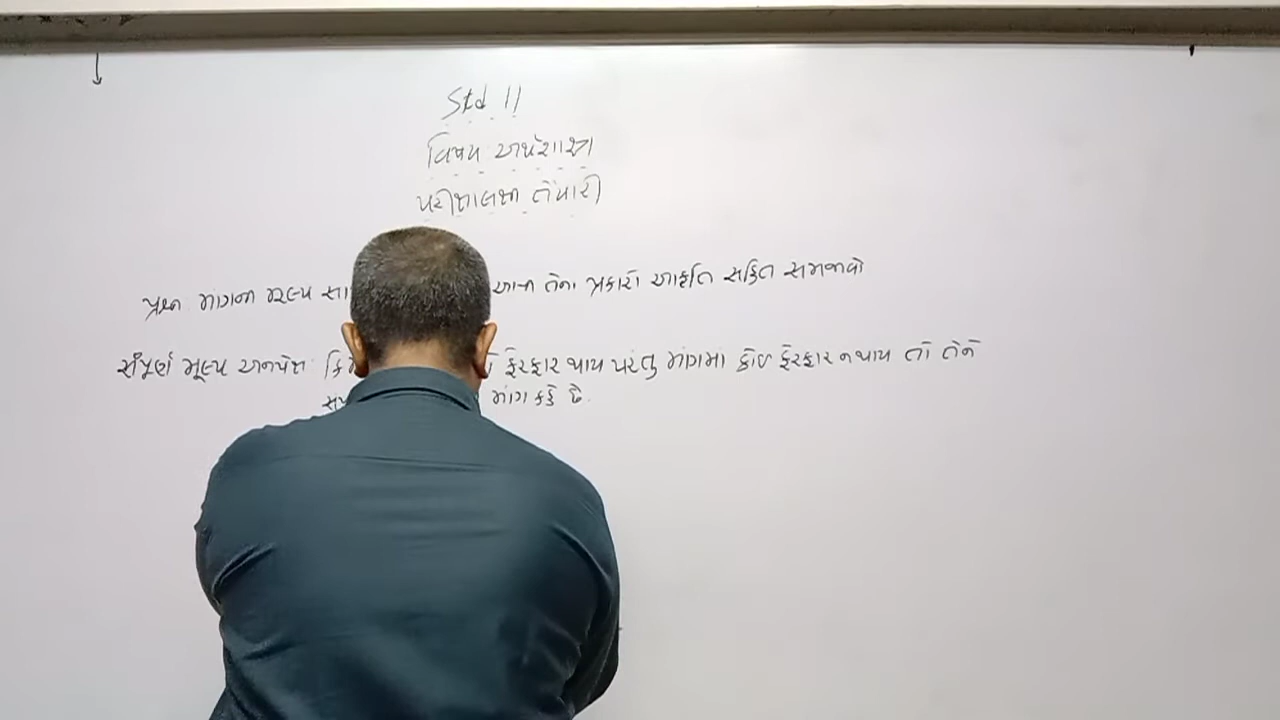 Std 11
વિષય અર્થશાસ્ત્ર
પરીક્ષાલક્ષી તૈયારી
પ્રશ્ન માંગની મૂલ્ય તેના પ્રકારો આકૃતિ સહિત સમજાવો
સંપૂર્ણ મૂલ્ય અનપેક્ષ ફેરફાર થાય પરંતુ માંગમાં કોઈ ફેરફાર ન થાય તો તેને
માંગ કહે છે.